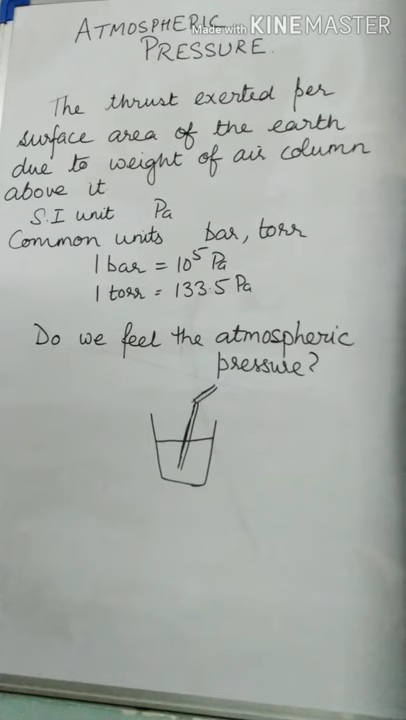 ATMOSPHERIC
Made with KINEMASTER
PRESSURE.
The thrust exerted per
surface area of the earth
due to weight of air column
above it
S.I unit Pa
Common units bar, torr
1 bar = 10⁵ Pa
1 torr = 133.5 Pa
Do we feel the atmospheric
pressure?